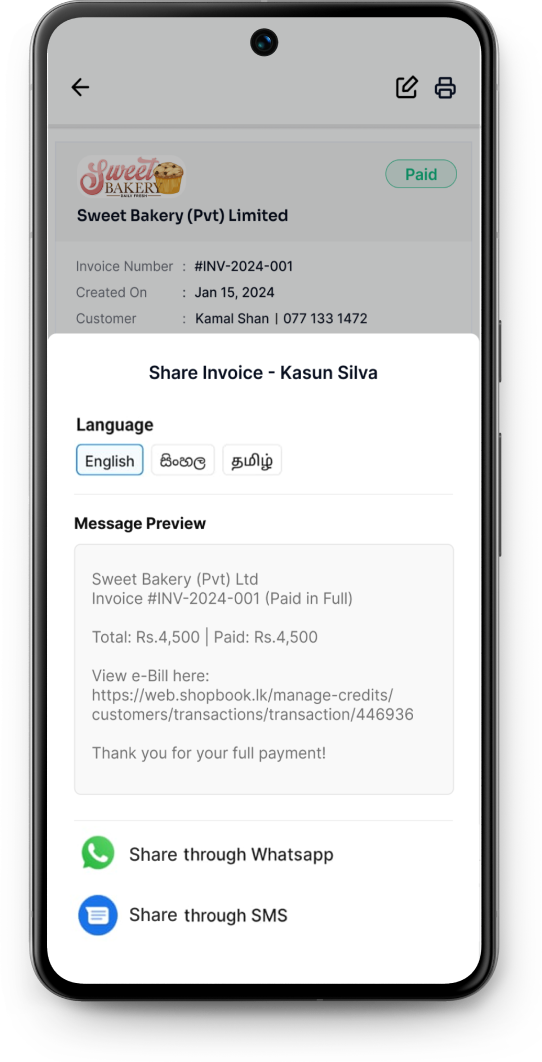 Sweet
BAKERY
DAILY FRESH
Paid
Sweet Bakery (Pvt) Limited
Invoice Number : #INV-2024-001
Created On : Jan 15, 2024
Customer : Kamal Shan | 077 133 1472
Share Invoice - Kasun Silva
Language
English සිංහල தமிழ்
Message Preview
Sweet Bakery (Pvt) Ltd
Invoice #INV-2024-001 (Paid in Full)
Total: Rs.4,500 | Paid: Rs.4,500
View e-Bill here:
https://web.shopbook.lk/manage-credits/
customers/transactions/transaction/446936
Thank you for your full payment!
Share through Whatsapp
Share through SMS